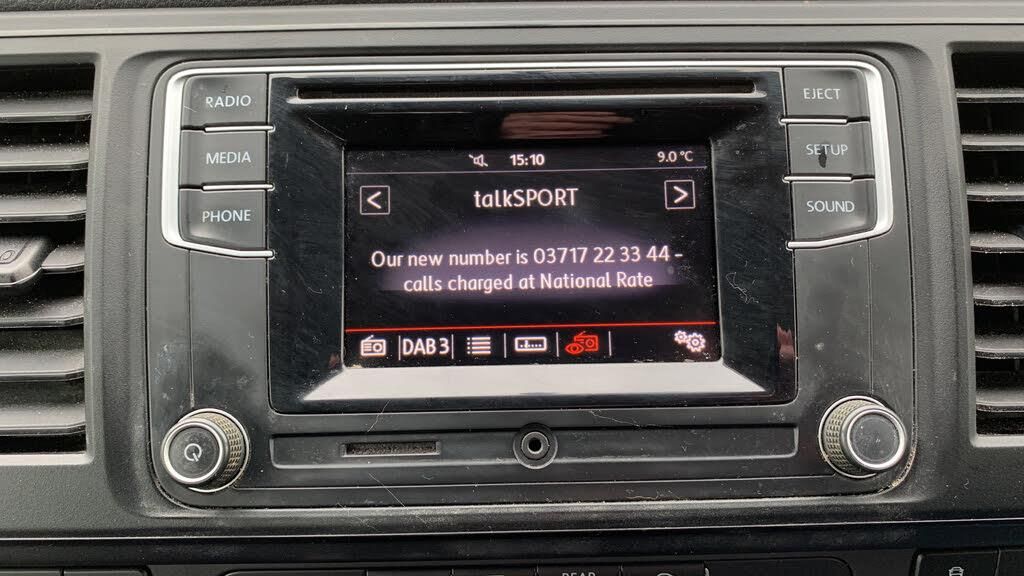 RADIO
MEDIA
PHONE
EJECT
SETUP
SOUND
15:10
9.0°C
<
talkSPORT
>
Our new number is 03717 22 33 44 -
calls charged at National Rate
DAB 3
REAR